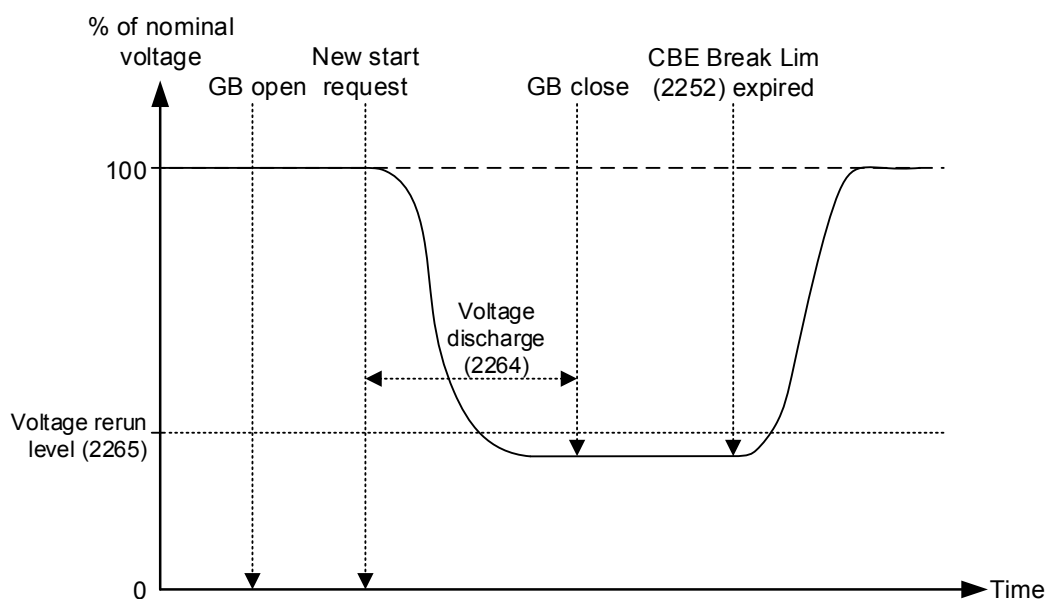 % of nominal
voltage
GB open
New start
request
GB close
CBE Break Lim
(2252) expired
100
Voltage
discharge
(2264)
Voltage rerun
level (2265)
0
Time